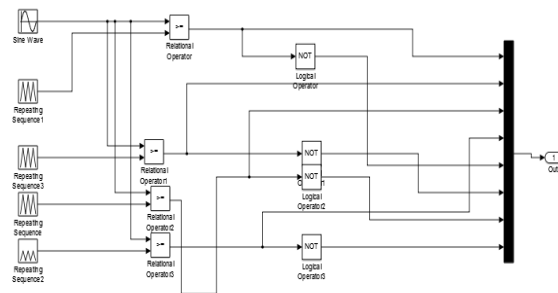 Sine Wave
>=
Relational
Operator
NOT
Logical
Operator
Repeating
Sequence1
>=
Relational
Operator1
NOT
Repeating
Sequence3
>=
Relational
Operator2
NOT
Logical
Operator2
Repeating
Sequence
>=
Relational
Operator3
NOT
Logical
Operator3
Repeating
Sequence2
1
Out